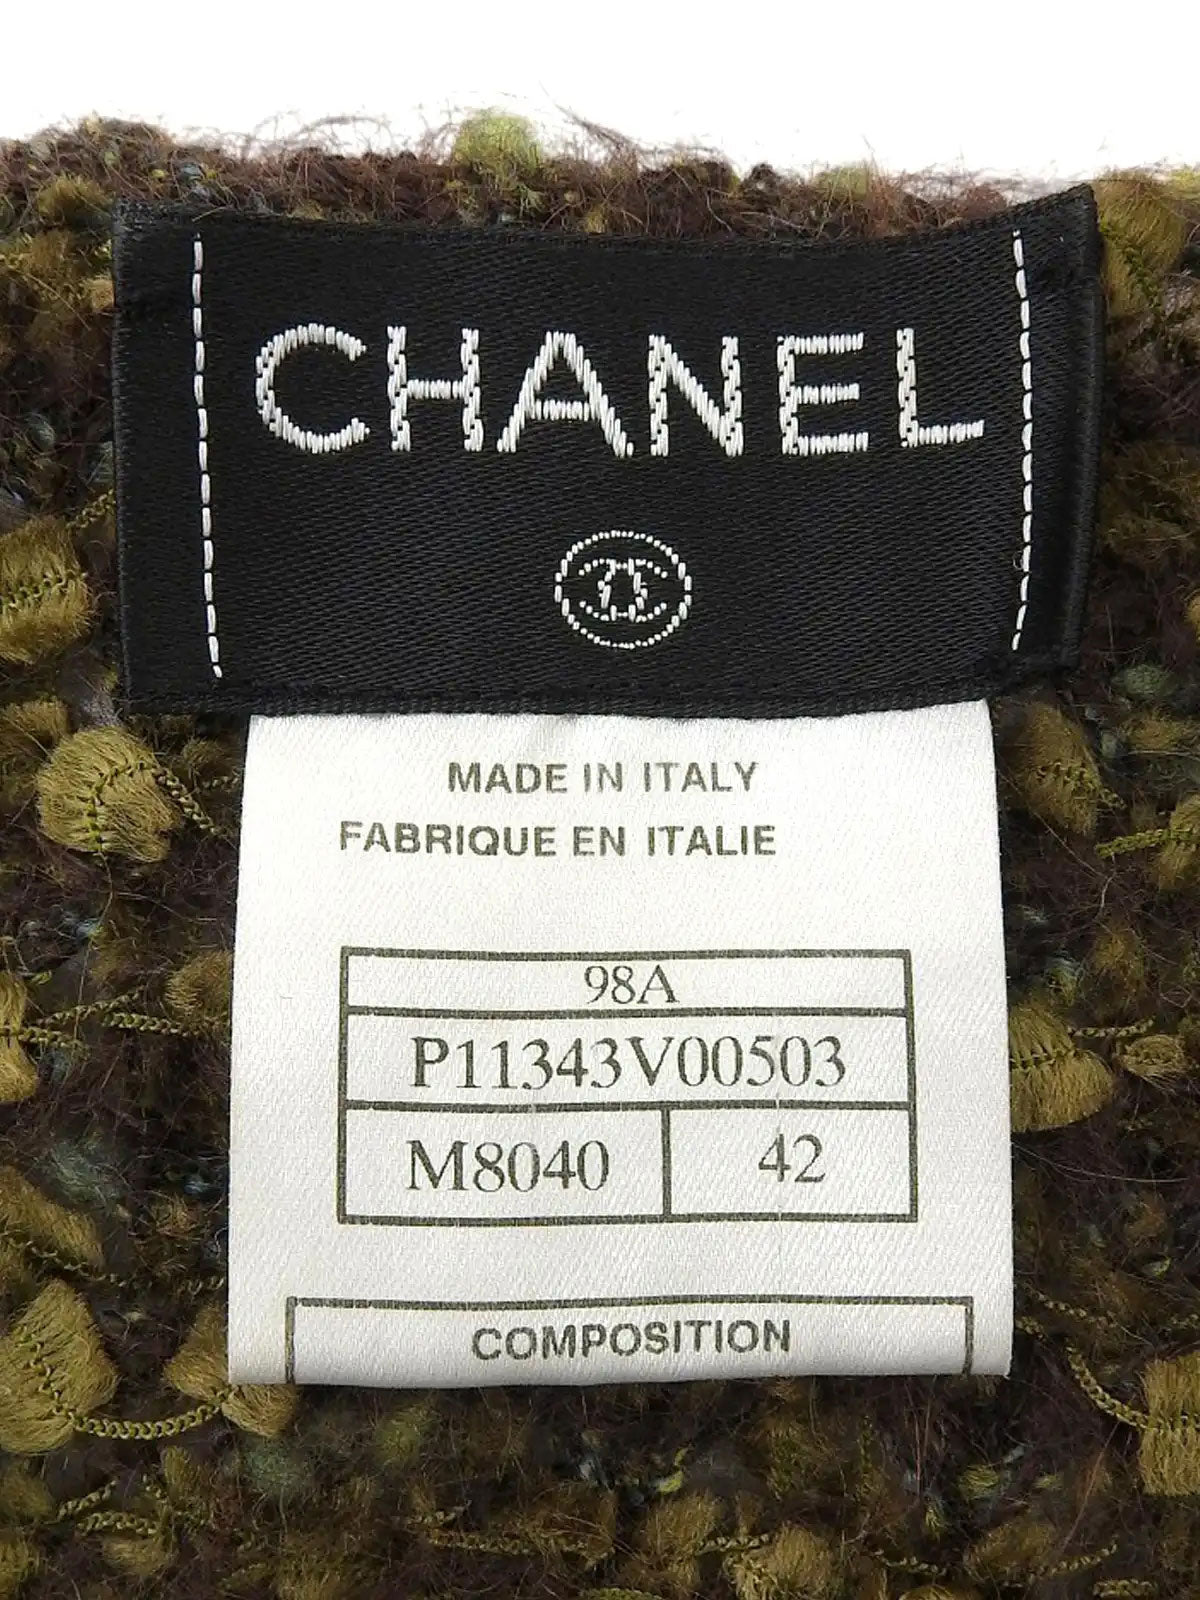 CHANEL
MADE IN ITALY
FABRIQUE EN ITALIE
98A
P11343V00503
M8040 42
COMPOSITION